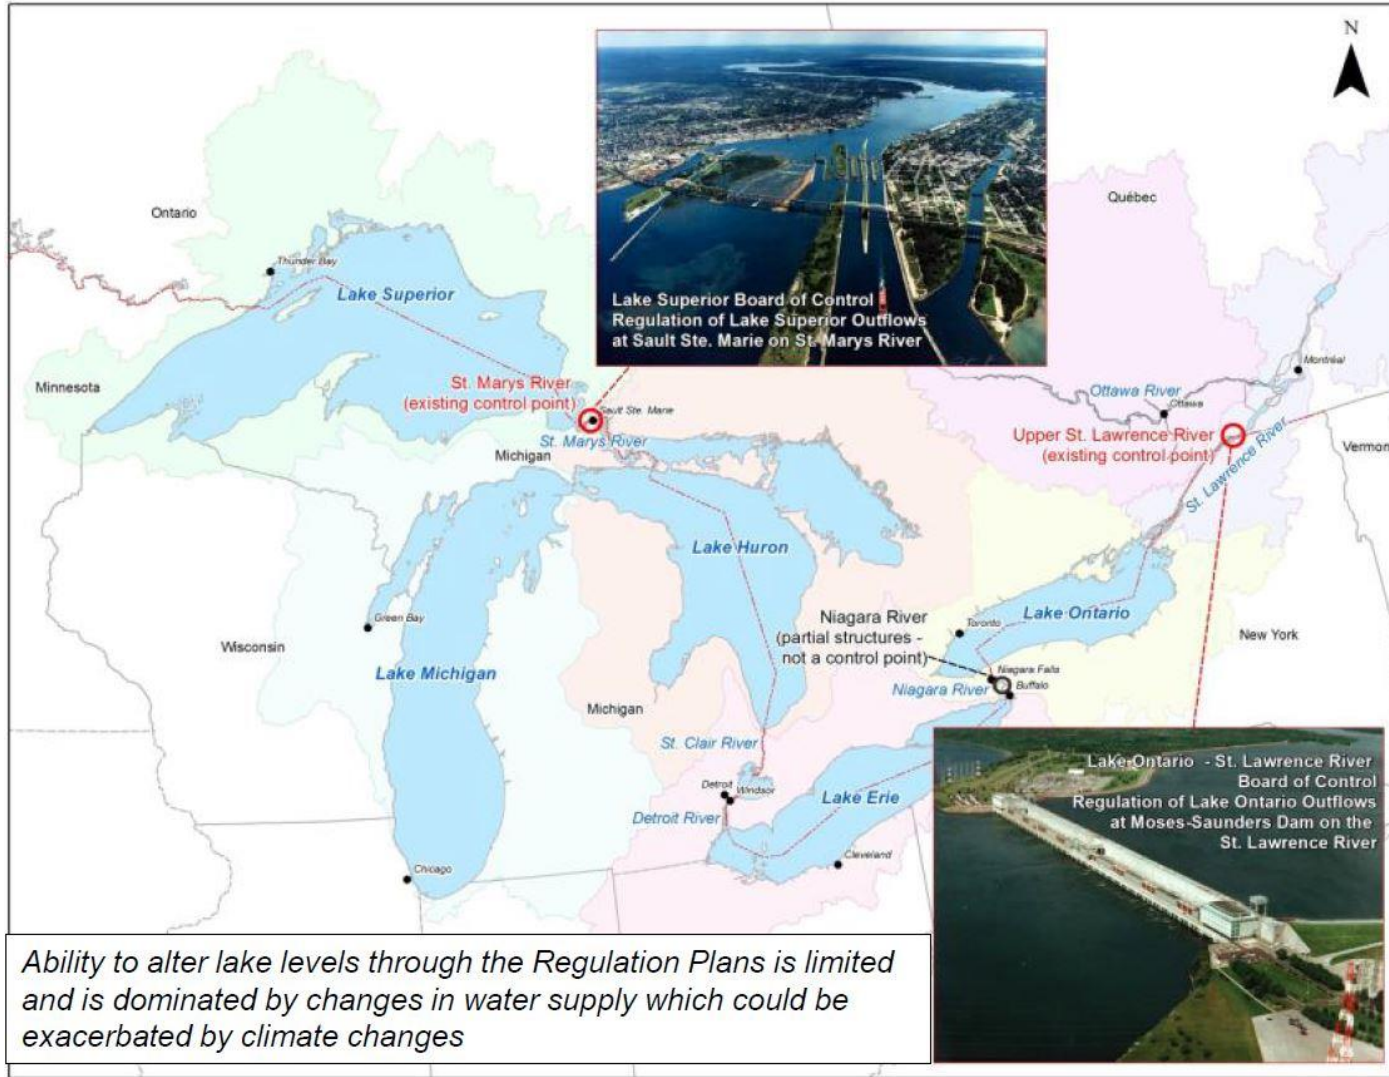 N
Ontario
Québec
Thunder Bay
Lake Superior
Lake Superior Board of Control
Regulation of Lake Superior Outflows
at Sault Ste. Marie on St. Marys River
Minnesota
St. Marys River
(existing control point)
Sault Ste. Marie
St. Marys River
Michigan
Montréal
Ottawa River
Ottawa
Upper St. Lawrence River
(existing control point)
St. Lawrence River
Vermont
Lake Huron
Green Bay
Wisconsin
Lake Michigan
Michigan
Niagara River
(partial structures -
not a control point)
Toronto
Lake Ontario
New York
Niagara Falls
Niagara River
Buffalo
St. Clair River
Detroit
Windsor
Detroit River
Lake Erie
Cleveland
Chicago
Lake Ontario - St. Lawrence River
Board of Control
Regulation of Lake Ontario Outflows
at Moses-Saunders Dam on the
St. Lawrence River
Ability to alter lake levels through the Regulation Plans is limited
and is dominated by changes in water supply which could be
exacerbated by climate changes